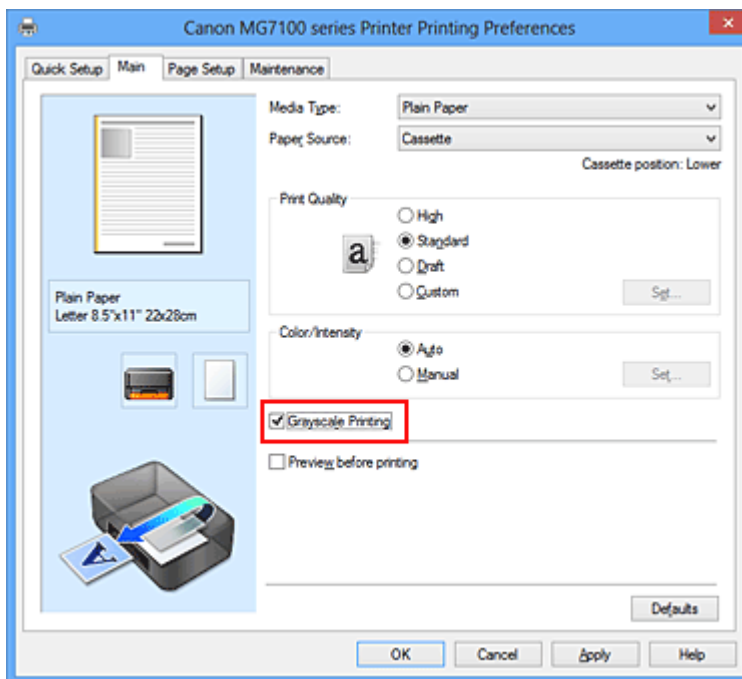 Canon MG7100 series Printer Printing Preferences
Quick Setup Main Page Setup Maintenance
Media Type: Plain Paper
Paper Source: Cassette
Cassette position: Lower
Print Quality
High
a
Standard
Draft
Custom Set...
Plain Paper
Letter 8.5"x11" 22x28cm
Color/Intensity
Auto
Manual Set...
Grayscale Printing
Preview before printing
A
Defaults
OK Cancel Apply Help